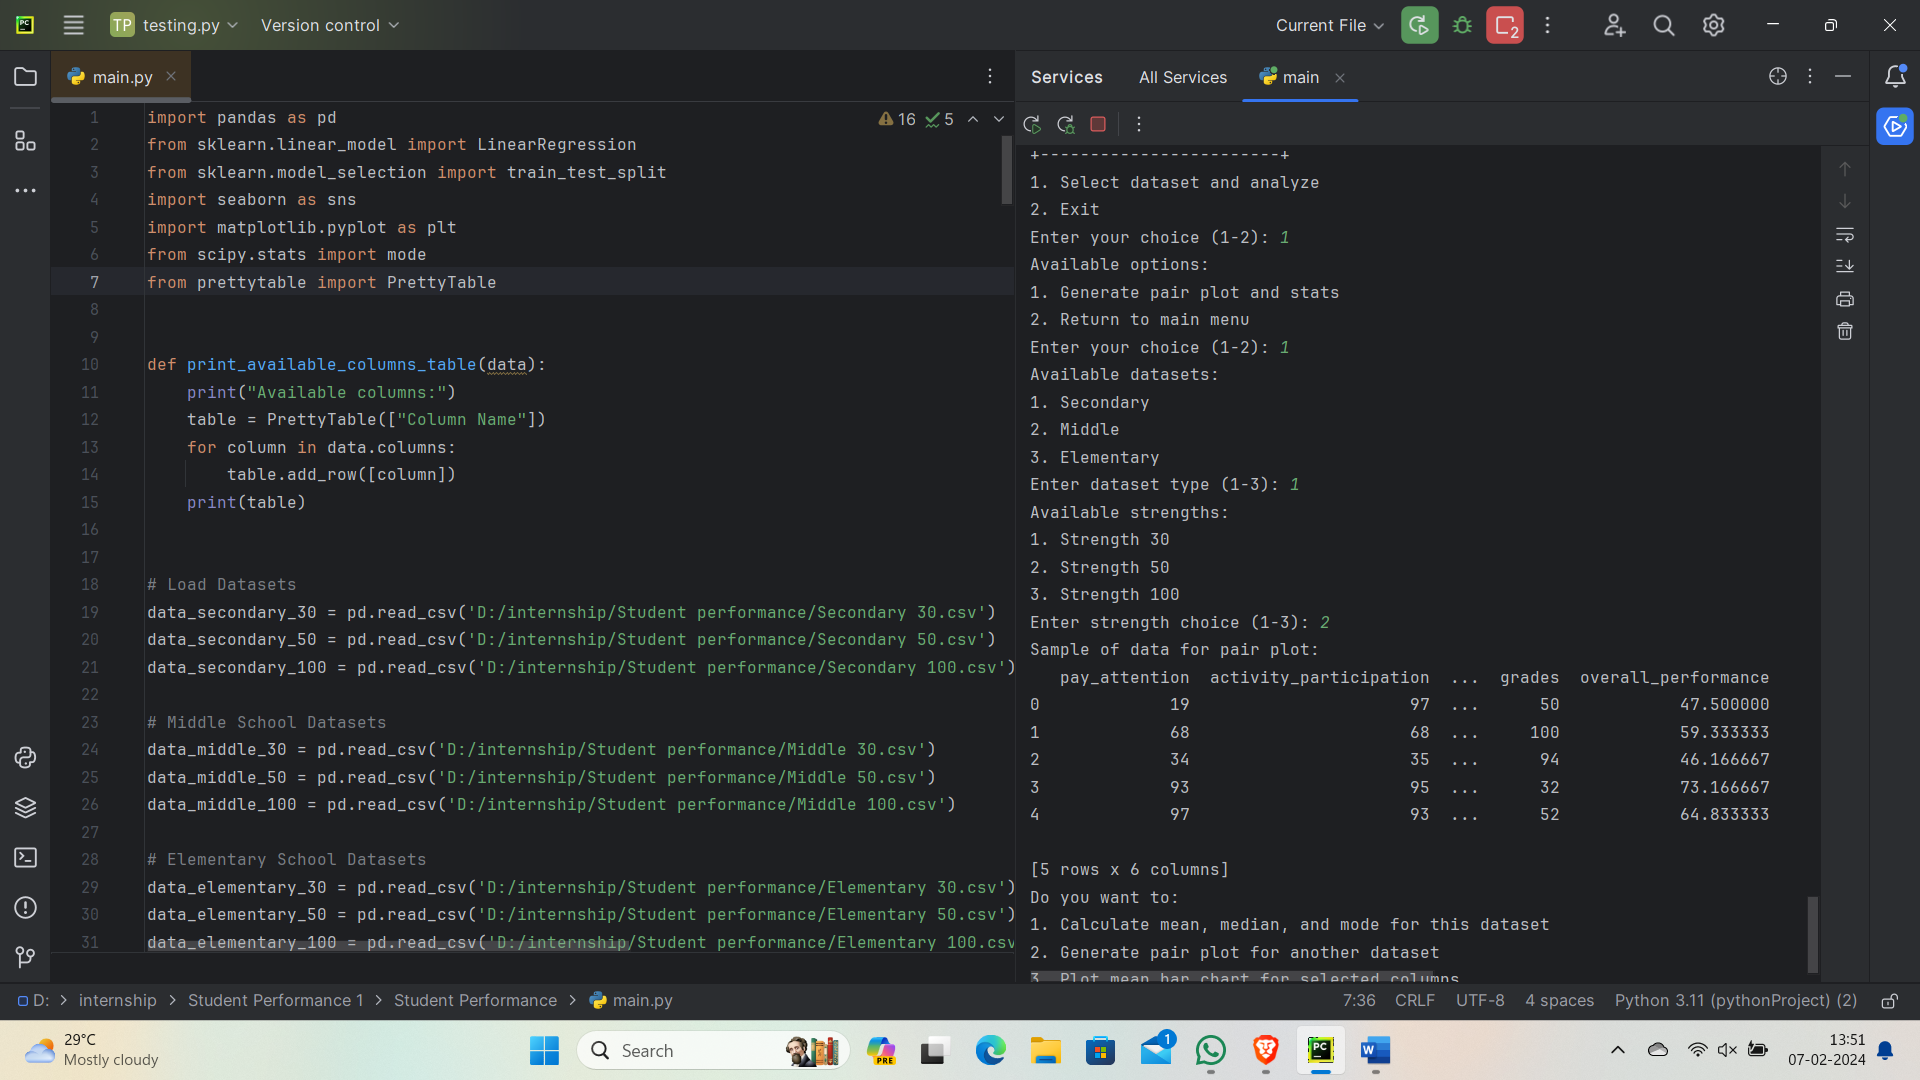 PC
TP testing.py
Version control
Current File
2
main.py
Services
All Services
main
1 import pandas as pd
16 5
2 from sklearn.linear_model import LinearRegression
3 from sklearn.model_selection import train_test_split
4 import seaborn as sns
5 import matplotlib.pyplot as plt
6 from scipy.stats import mode
7 from prettytable import PrettyTable
8
9
10 def print_available_columns_table(data):
11 print("Available columns:")
12 table = PrettyTable(["Column Name"])
13 for column in data.columns:
14 table.add_row([column])
15 print(table)
16
17
18 # Load Datasets
19 data_secondary_30 = pd.read_csv('D:/internship/Student performance/Secondary 30.csv')
20 data_secondary_50 = pd.read_csv('D:/internship/Student performance/Secondary 50.csv')
21 data_secondary_100 = pd.read_csv('D:/internship/Student performance/Secondary 100.csv')
22
23 # Middle School Datasets
24 data_middle_30 = pd.read_csv('D:/internship/Student performance/Middle 30.csv')
25 data_middle_50 = pd.read_csv('D:/internship/Student performance/Middle 50.csv')
26 data_middle_100 = pd.read_csv('D:/internship/Student performance/Middle 100.csv')
27
28 # Elementary School Datasets
29 data_elementary_30 = pd.read_csv('D:/internship/Student performance/Elementary 30.csv')
30 data_elementary_50 = pd.read_csv('D:/internship/Student performance/Elementary 50.csv')
31 data_elementary_100 = pd.read_csv('D:/internship/Student performance/Elementary 100.csv
+------------------------+
1. Select dataset and analyze
2. Exit
Enter your choice (1-2): 1
Available options:
1. Generate pair plot and stats
2. Return to main menu
Enter your choice (1-2): 1
Available datasets:
1. Secondary
2. Middle
3. Elementary
Enter dataset type (1-3): 1
Available strengths:
1. Strength 30
2. Strength 50
3. Strength 100
Enter strength choice (1-3): 2
Sample of data for pair plot:
pay_attention activity_participation ... grades overall_performance
0 19 97 ... 50 47.500000
1 68 68 ... 100 59.333333
2 34 35 ... 94 46.166667
3 93 95 ... 32 73.166667
4 97 93 ... 52 64.833333
[5 rows x 6 columns]
Do you want to:
1. Calculate mean, median, and mode for this dataset
2. Generate pair plot for another dataset
3. Plot mean bar chart for selected columns
D: > internship > Student Performance 1 > Student Performance > main.py
7:36 CRLF UTF-8 4 spaces Python 3.11 (pythonProject) (2)
29°C
Mostly cloudy
Search
PRE
1
PC
W
13:51
07-02-2024